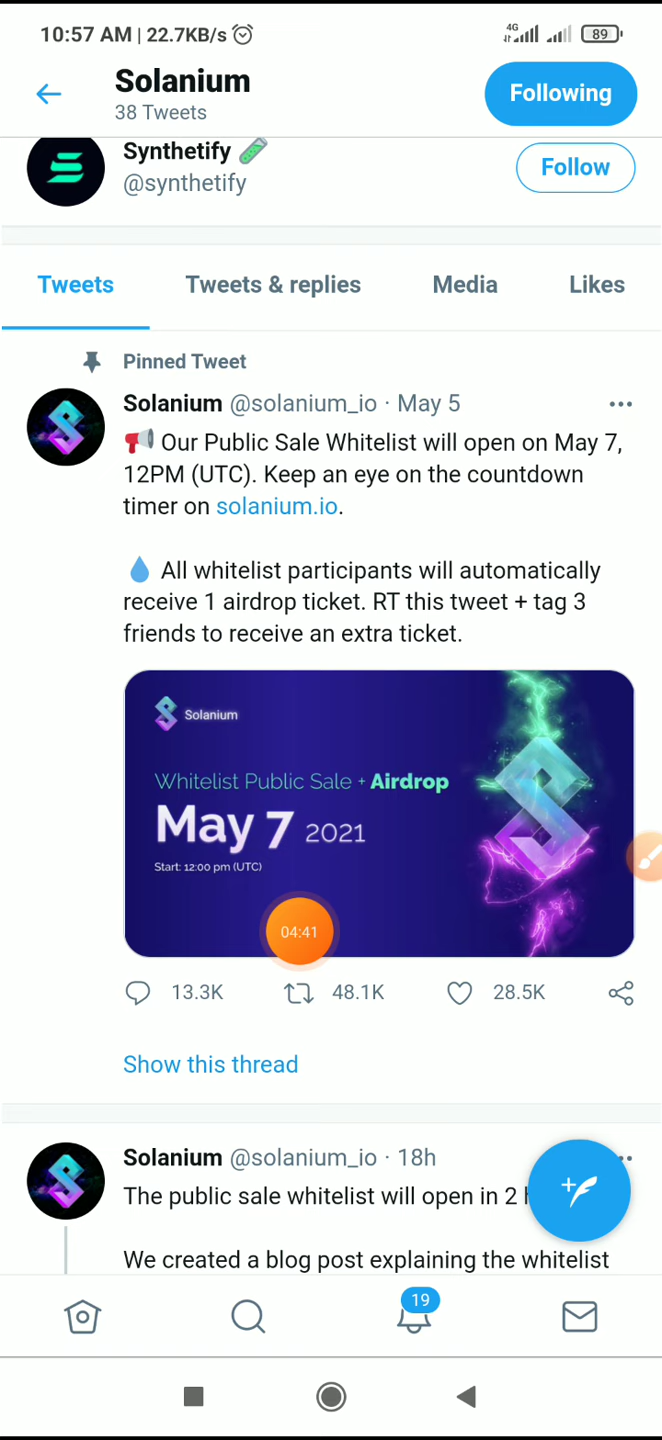 10:57 AM | 22.7KB/s
4G
89
Solanium
38 Tweets
Following
Synthetify
@synthetify
Follow
Tweets
Tweets & replies
Media
Likes
Pinned Tweet
Solanium @solanium_io · May 5
📢 Our Public Sale Whitelist will open on May 7,
12PM (UTC). Keep an eye on the countdown
timer on solanium.io.
💧 All whitelist participants will automatically
receive 1 airdrop ticket. RT this tweet + tag 3
friends to receive an extra ticket.
Solanium
Whitelist Public Sale + Airdrop
May 7 2021
Start: 12:00 pm (UTC)
04:41
13.3K
48.1K
28.5K
Show this thread
Solanium @solanium_io · 18h
The public sale whitelist will open in 2
We created a blog post explaining the whitelist
19